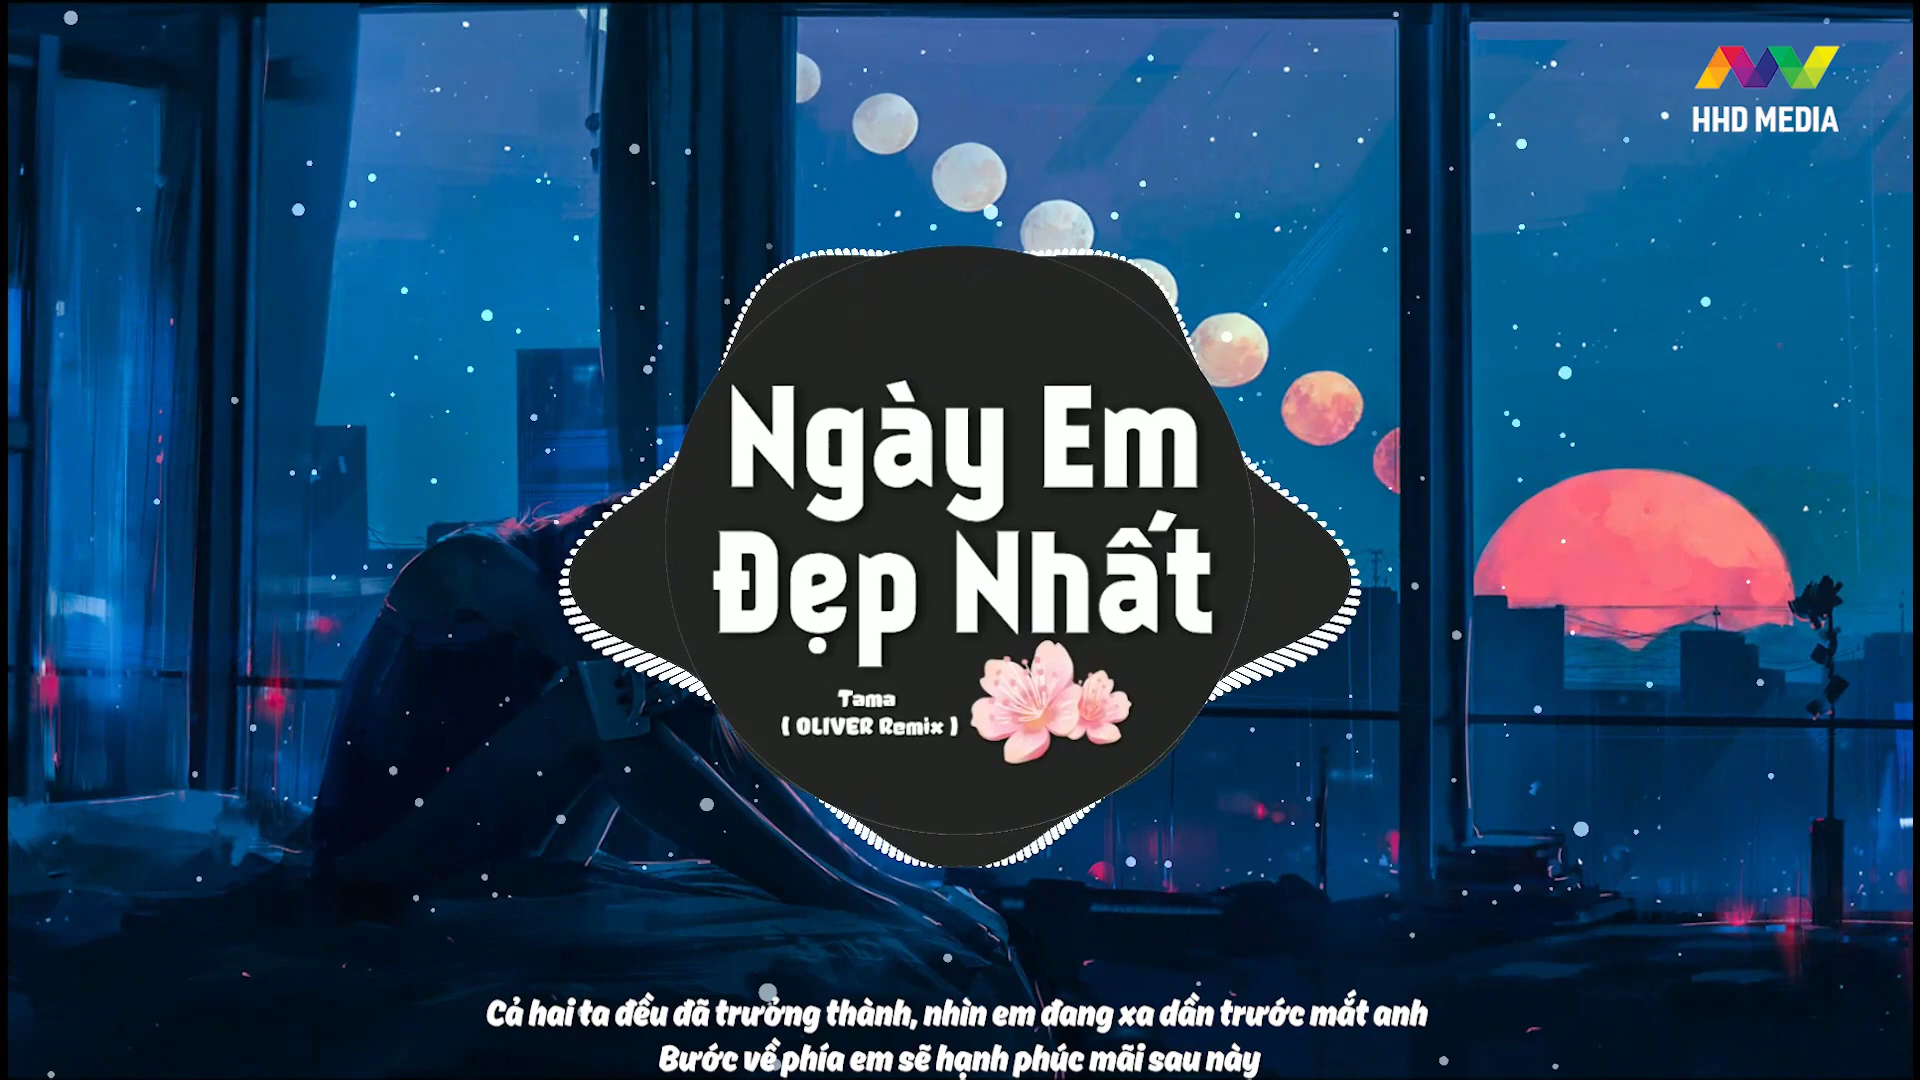 HHD MEDIA
Ngày Em
Đẹp Nhất
Tama
( OLIVER Remix )
Cả hai ta đều đã trưởng thành, nhìn em đang xa dần trước mắt anh
Bước về phía em sẽ hạnh phúc mãi sau này